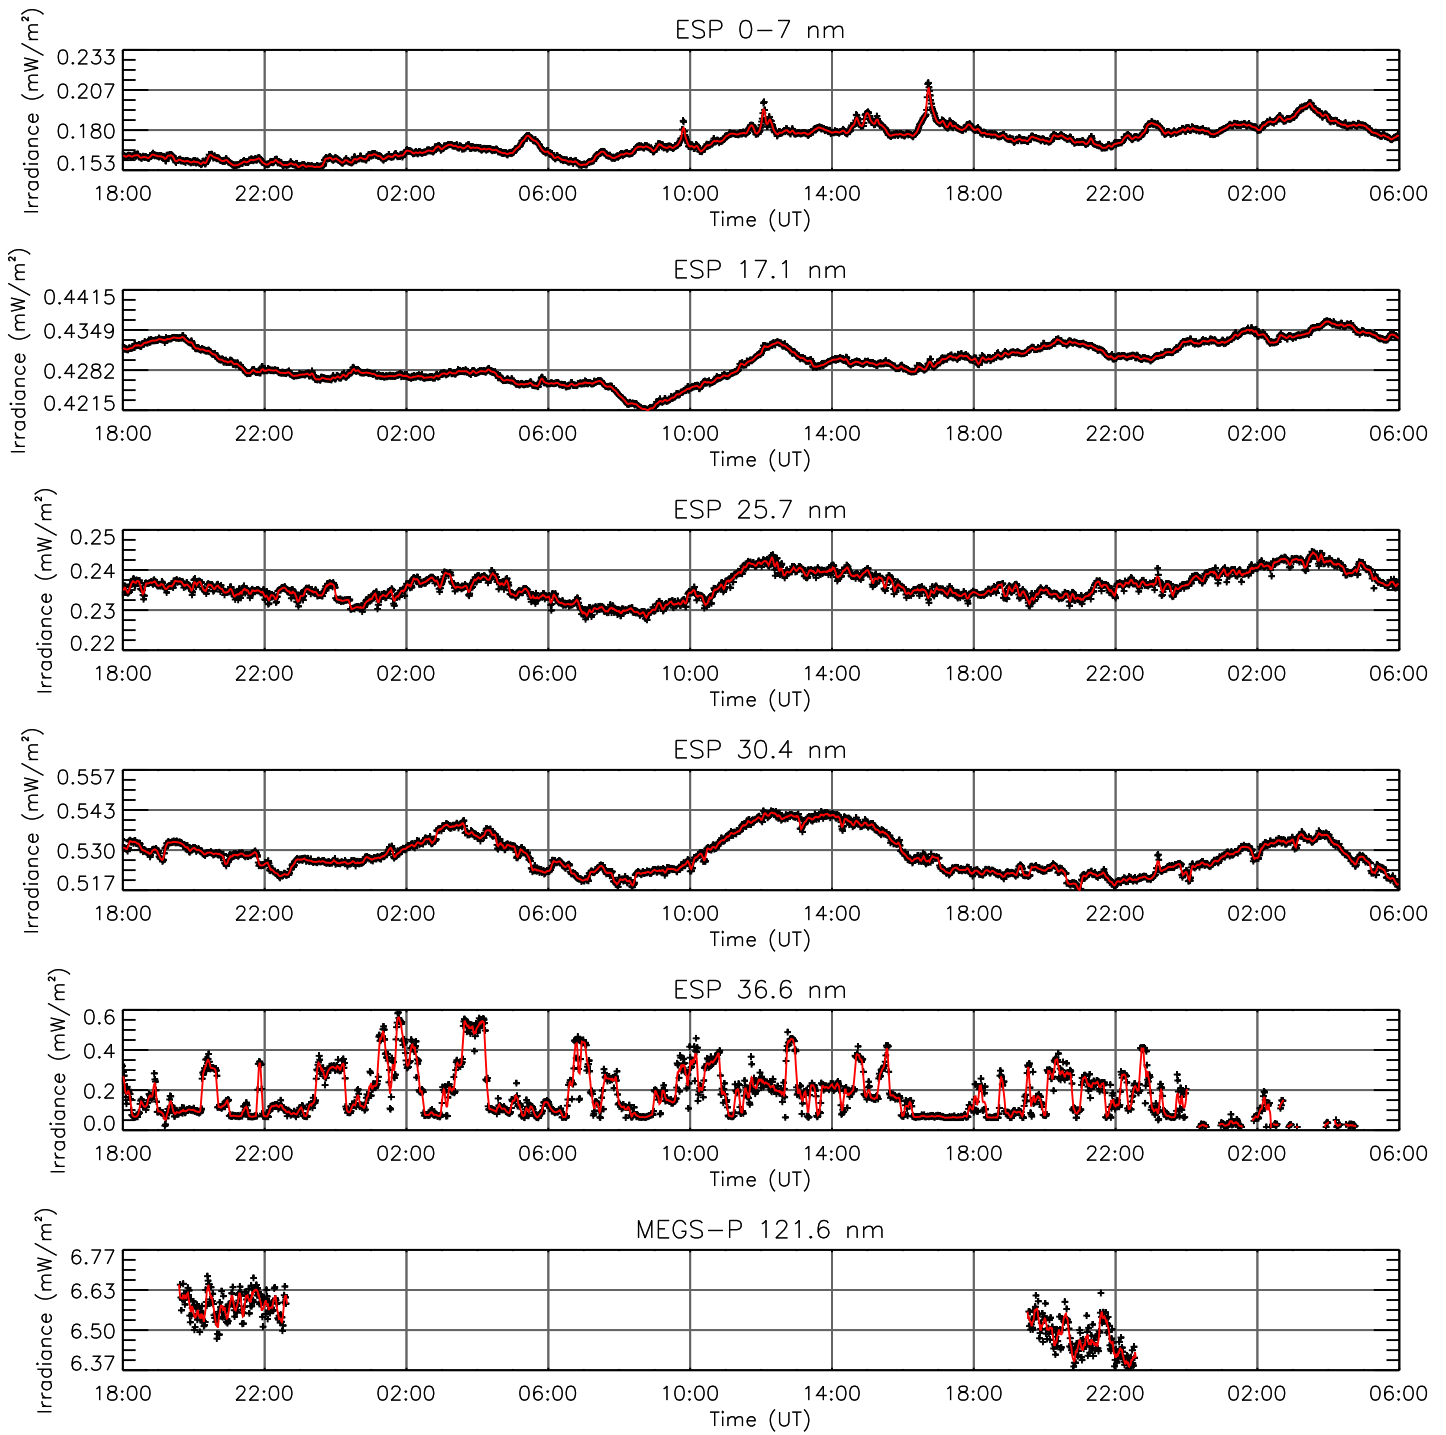 ESP 0-7 nm
Irradiance (mW/m²)
0.233
0.207
0.180
0.153
18:00 22:00 02:00 06:00 10:00 14:00 18:00 22:00 02:00 06:00
Time (UT)
ESP 17.1 nm
Irradiance (mW/m²)
0.4415
0.4349
0.4282
0.4215
18:00 22:00 02:00 06:00 10:00 14:00 18:00 22:00 02:00 06:00
Time (UT)
ESP 25.7 nm
Irradiance (mW/m²)
0.25
0.24
0.23
0.22
18:00 22:00 02:00 06:00 10:00 14:00 18:00 22:00 02:00 06:00
Time (UT)
ESP 30.4 nm
Irradiance (mW/m²)
0.557
0.543
0.530
0.517
18:00 22:00 02:00 06:00 10:00 14:00 18:00 22:00 02:00 06:00
Time (UT)
ESP 36.6 nm
Irradiance (mW/m²)
0.6
0.4
0.2
0.0
18:00 22:00 02:00 06:00 10:00 14:00 18:00 22:00 02:00 06:00
Time (UT)
MEGS-P 121.6 nm
Irradiance (mW/m²)
6.77
6.63
6.50
6.37
18:00 22:00 02:00 06:00 10:00 14:00 18:00 22:00 02:00 06:00
Time (UT)